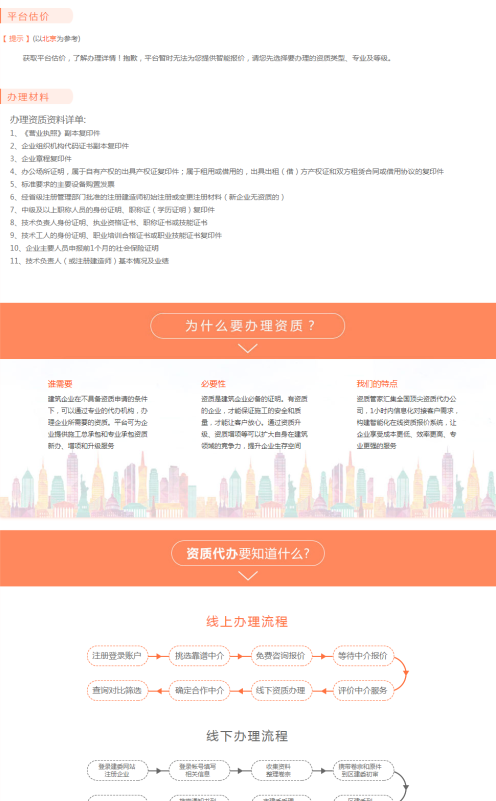 平台估价
【 提示 】(以北京为参考)
获取平台估价，了解办理详情！抱歉，平台暂时无法为您提供智能报价，请您先选择要办理的资质类型、专业及等级。
办理材料
办理资质资料详单:
1、《营业执照》副本复印件
2、企业组织机构代码证书副本复印件
3、企业章程复印件
4、办公场所证明，属于自有产权的出具产权证复印件；属于租用或借用的，出具出租（借）方产权证和双方租赁合同或借用协议的复印件
5、标准要求的主要设备购置发票
6、经省级注册管理部门批准的注册建造师初始注册或变更注册材料（新企业无资质的）
7、中级及以上职称人员的身份证明、职称证（学历证明）复印件
8、技术负责人身份证明、执业资格证书、职称证书或技能证书
9、技术工人的身份证明、职业培训合格证书或职业技能证书复印件
10、企业主要人员申报前1个月的社会保险证明
11、技术负责人（或注册建造师）基本情况及业绩
为什么要办理资质？
谁需要
建筑企业在不具备资质申请的条件
下，可以通过专业的代办机构，办
理企业所需要的资质。平台可为企
业提供施工总承包和专业承包资质
新办、增项和升级服务
必要性
资质是建筑企业必备的证明。有资质
的企业，才能保证施工的安全和质
量，才能让客户放心。通过资质升
级、资质增项等可以扩大自身在建筑
领域的竞争力，提升企业生存空间
我们的特点
资质管家汇集全国顶尖资质代办公
司，1小时内信息化对接客户需求，
构建智能化在线资质报价系统，让
企业享受成本更低、效率更高、专
业更强的服务
资质代办要知道什么?
线上办理流程
注册登录账户
挑选靠谱中介
免费咨询报价
等待中介报价
查询对比筛选
确定合作中介
线下资质办理
评价中介服务
线下办理流程
登录建委网站
注册企业
登录帐号填写
相关信息
收集资料
整理卷宗
携带卷宗和原件
到区建委初审